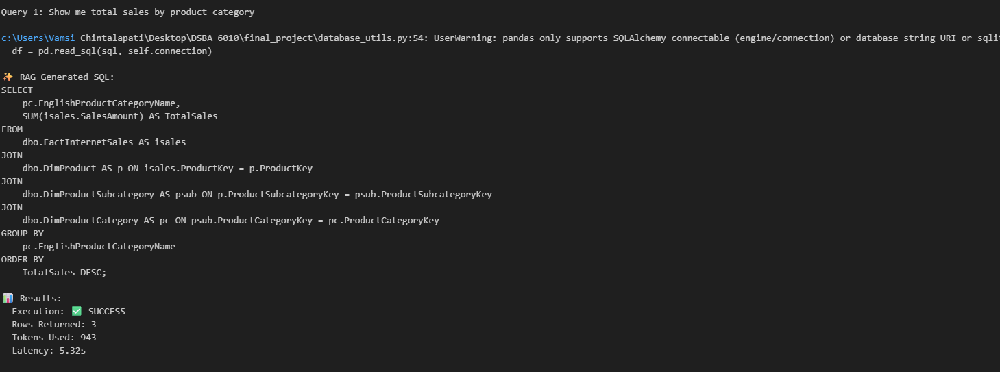 Query 1: Show me total sales by product category
c:\Users\Vamsi Chintalapati\Desktop\DSBA 6010\final_project\database_utils.py:54: UserWarning: pandas only supports SQLAlchemy connectable (engine/connection) or database string URI or sqlit
  df = pd.read_sql(sql, self.connection)
✨ RAG Generated SQL:
SELECT
    pc.EnglishProductCategoryName,
    SUM(isales.SalesAmount) AS TotalSales
FROM
    dbo.FactInternetSales AS isales
JOIN
    dbo.DimProduct AS p ON isales.ProductKey = p.ProductKey
JOIN
    dbo.DimProductSubcategory AS psub ON p.ProductSubcategoryKey = psub.ProductSubcategoryKey
JOIN
    dbo.DimProductCategory AS pc ON psub.ProductCategoryKey = pc.ProductCategoryKey
GROUP BY
    pc.EnglishProductCategoryName
ORDER BY
    TotalSales DESC;
📊 Results:
  Execution: ✅ SUCCESS
  Rows Returned: 3
  Tokens Used: 943
  Latency: 5.32s